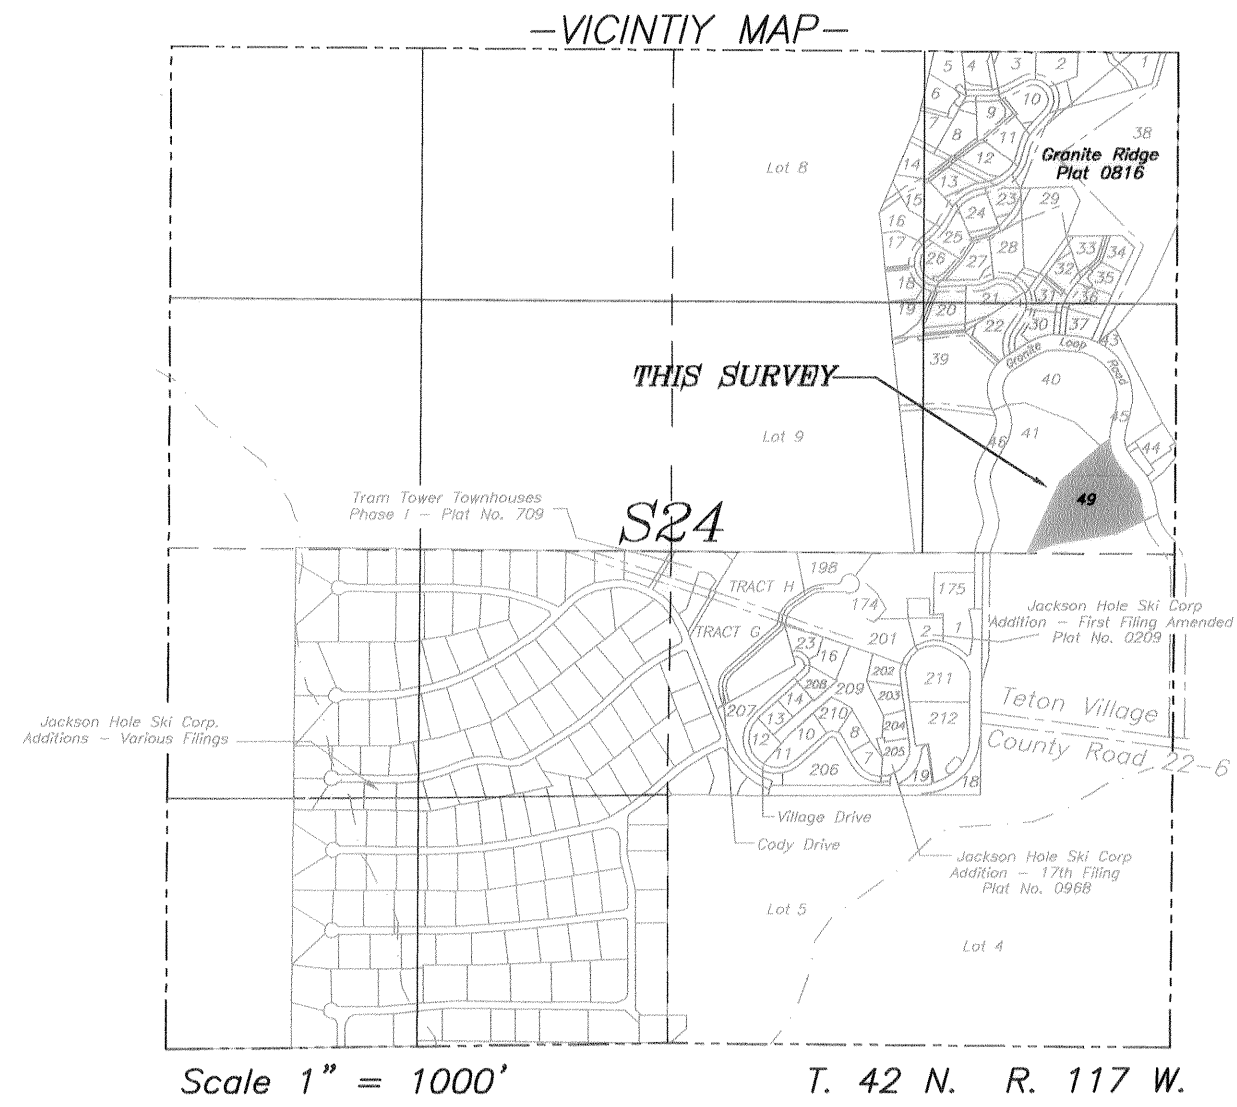 -VICINTIY MAP-
5 4 3 2 1
6 10
7 8 9 11 38
Granite Ridge
Plat 0816
Lot 8
14 12
13
15 23 29
16 24
17 25 28 33 34
26 27 32 35
18 21 31 36
19 20 22 30 37 43
Granite Loop Road
39
THIS SURVEY
40
45
Lot 9
46 41 44
49
Tram Tower Townhouses
Phase I - Plat No. 709
S24
198
TRACT H
174 175
Jackson Hole Ski Corp
Addition - First Filing Amended
Plat No. 0209
TRACT G
201 2 1
23 16
202 211
208 209 203
14
207 210 204 212
13
12 10 8 205
11 7
206 19 18
Teton Village
County Road 22-6
Jackson Hole Ski Corp.
Additions - Various Filings
Village Drive
Cody Drive
Jackson Hole Ski Corp
Addition - 17th Filing
Plat No. 0968
Lot 5
Lot 4
Scale 1" = 1000'
T. 42 N. R. 117 W.